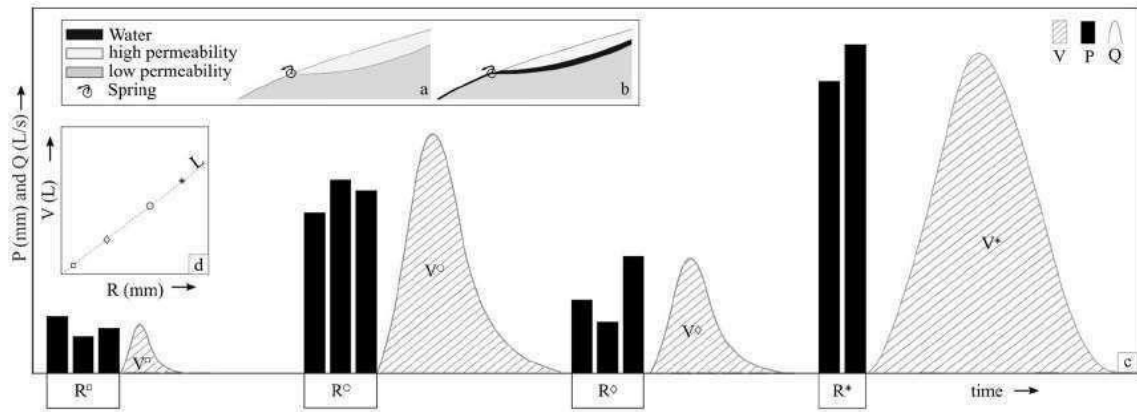 Water
high permeability
low permeability
Spring
a
b
V
P
Q
P (mm) and Q (L/s) →
V (L) →
L
d
R (mm) →
V□
V○
V◇
V*
R□
R○
R◇
R*
time →
c